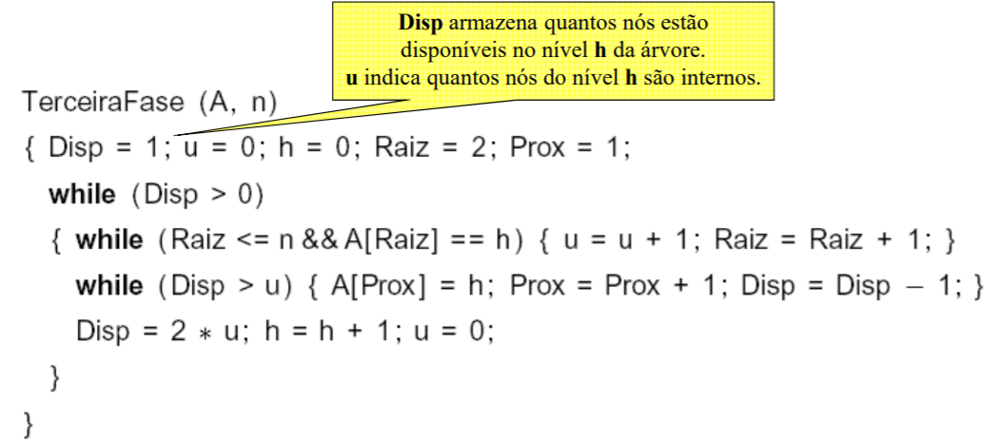 Disp armazena quantos nós estão
disponíveis no nível h da árvore.
u indica quantos nós do nível h são internos.
TerceiraFase (A, n)
{ Disp = 1; u = 0; h = 0; Raiz = 2; Prox = 1;
while (Disp > 0)
{ while (Raiz <= n && A[Raiz] == h) { u = u + 1; Raiz = Raiz + 1; }
while (Disp > u) { A[Prox] = h; Prox = Prox + 1; Disp = Disp – 1; }
Disp = 2 * u; h = h + 1; u = 0;
}
}